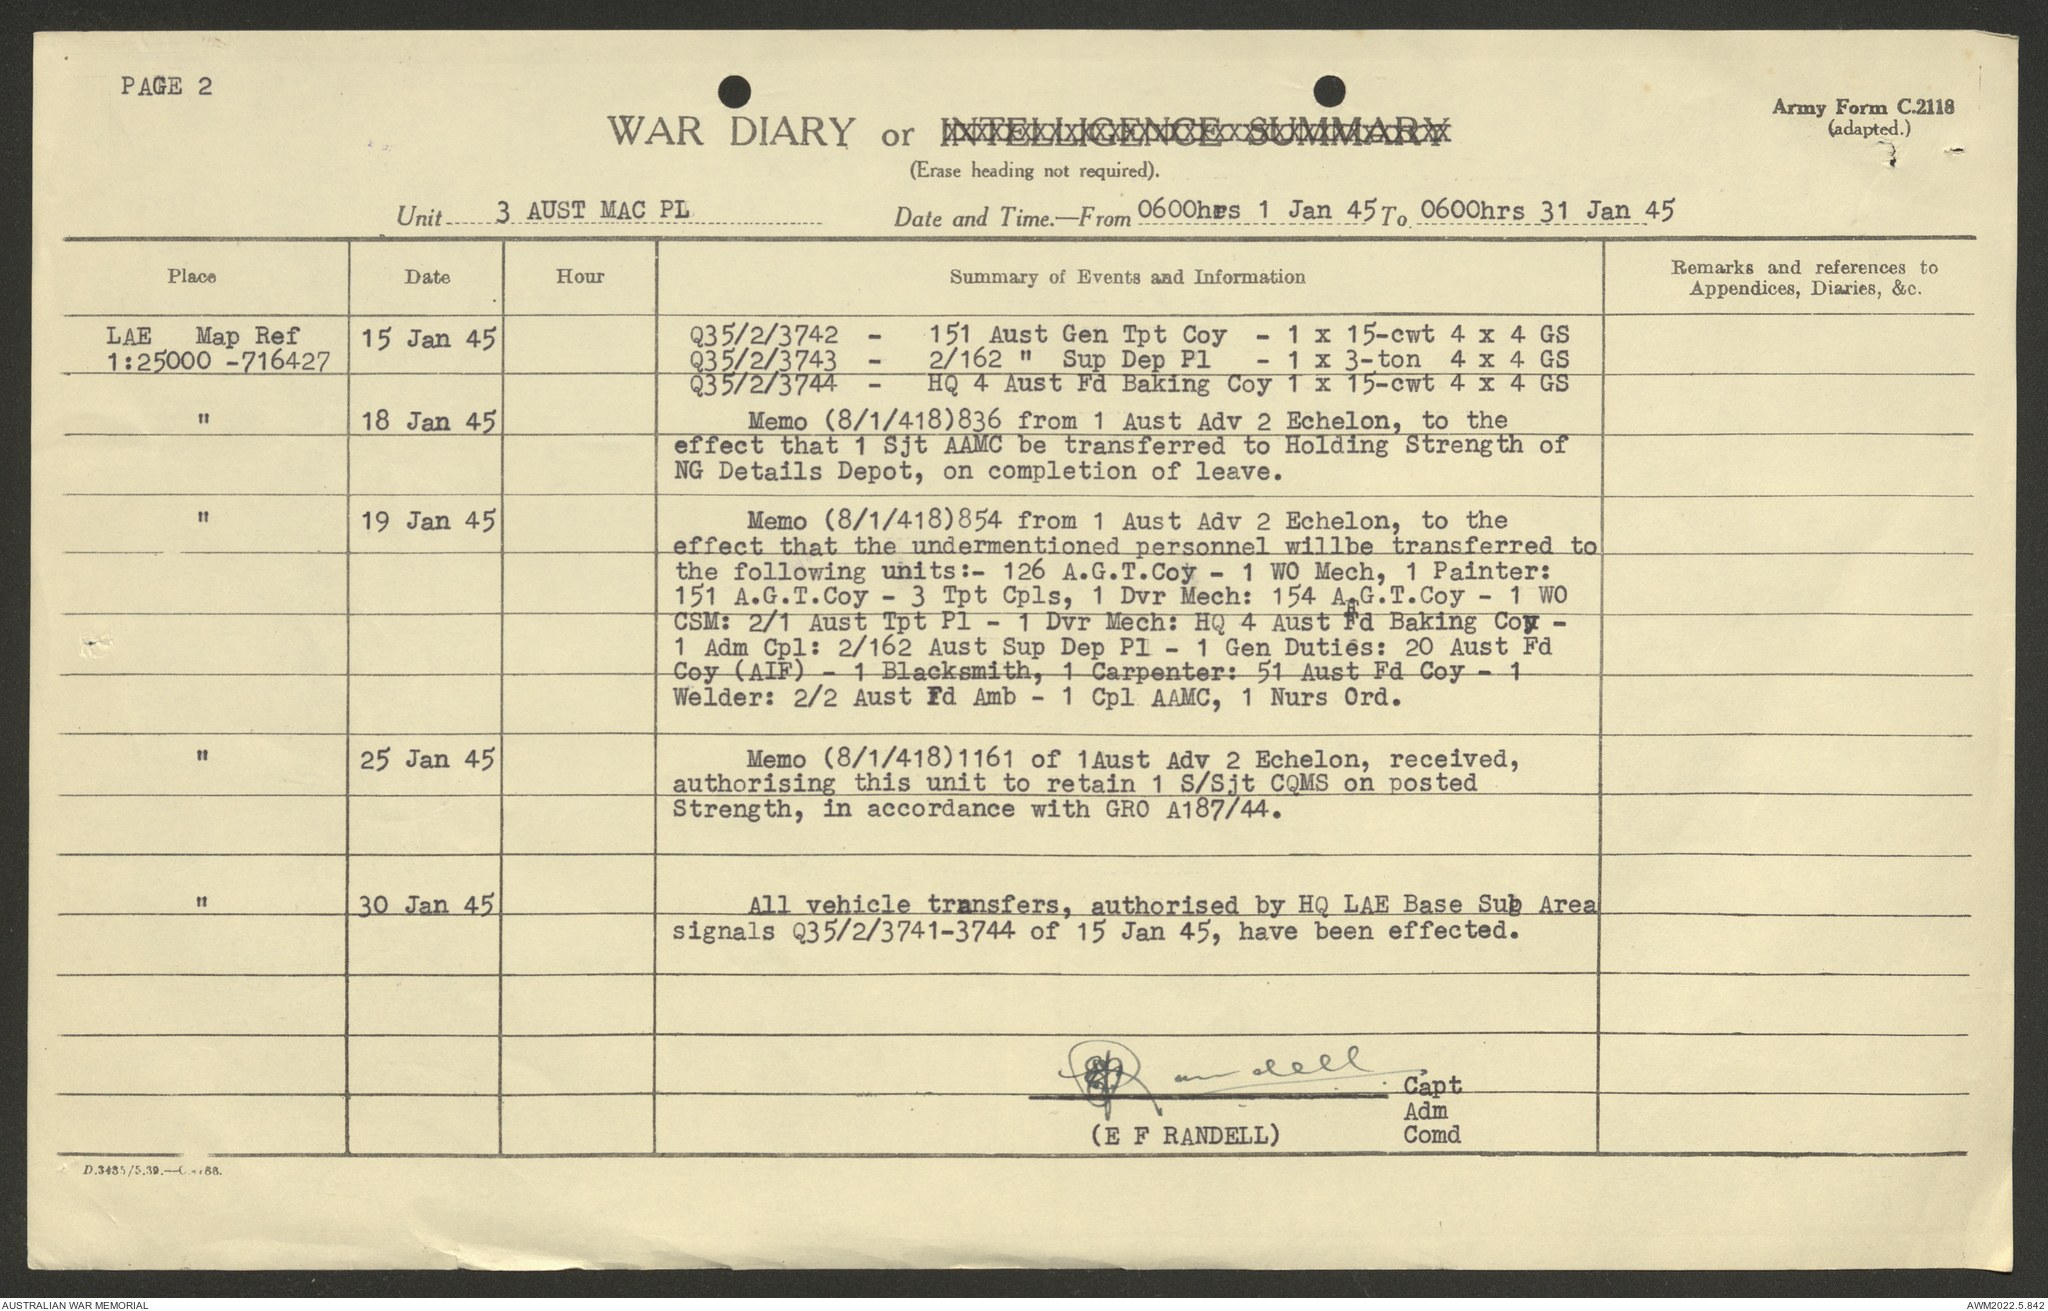 PAGE 2
Army Form C.2118
(adapted.)
WAR DIARY or INTELLIGENCE SUMMARY
(Erase heading not required).
Unit 3 AUST MAC PL Date and Time.—From 0600hrs 1 Jan 45 To 0600hrs 31 Jan 45
Place Date Hour Summary of Events and Information Remarks and references to Appendices, Diaries, &c.
LAE Map Ref 15 Jan 45 Q35/2/3742 - 151 Aust Gen Tpt Coy - 1 x 15-cwt 4 x 4 GS
1:25000 -716427 Q35/2/3743 - 2/162 " Sup Dep Pl - 1 x 3-ton 4 x 4 GS
Q35/2/3744 - HQ 4 Aust Fd Baking Coy 1 x 15-cwt 4 x 4 GS
" 18 Jan 45 Memo (8/1/418)836 from 1 Aust Adv 2 Echelon, to the
effect that 1 Sjt AAMC be transferred to Holding Strength of
NG Details Depot, on completion of leave.
" 19 Jan 45 Memo (8/1/418)854 from 1 Aust Adv 2 Echelon, to the
effect that the undermentioned personnel willbe transferred to
the following units:- 126 A.G.T.Coy - 1 WO Mech, 1 Painter:
151 A.G.T.Coy - 3 Tpt Cpls, 1 Dvr Mech: 154 A.G.T.Coy - 1 WO
CSM: 2/1 Aust Tpt Pl - 1 Dvr Mech: HQ 4 Aust Fd Baking Coy -
1 Adm Cpl: 2/162 Aust Sup Dep Pl - 1 Gen Duties: 20 Aust Fd
Coy (AIF) - 1 Blacksmith, 1 Carpenter: 51 Aust Fd Coy - 1
Welder: 2/2 Aust Fd Amb - 1 Cpl AAMC, 1 Nurs Ord.
" 25 Jan 45 Memo (8/1/418)1161 of 1Aust Adv 2 Echelon, received,
authorising this unit to retain 1 S/Sjt CQMS on posted
Strength, in accordance with GRO A187/44.
" 30 Jan 45 All vehicle transfers, authorised by HQ LAE Base Sub Area
signals Q35/2/3741-3744 of 15 Jan 45, have been effected.
Randell Capt
Adm
(E F RANDELL) Comd
AUSTRALIAN WAR MEMORIAL
AWM2022.5.842